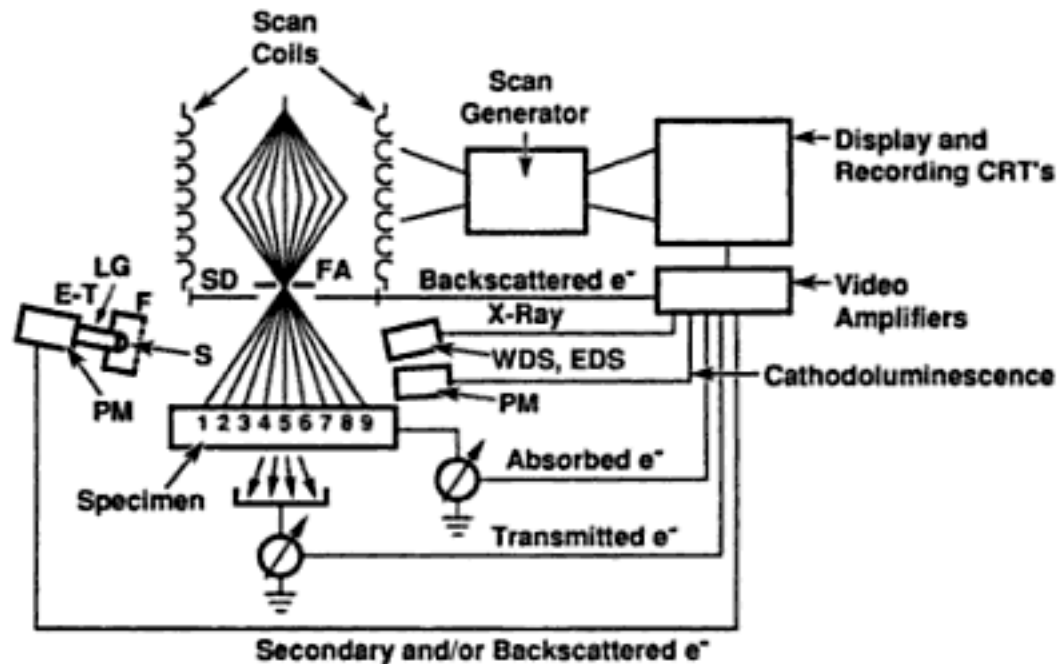 Scan
Coils
Scan
Generator
Display and
Recording CRT's
LG
SD
FA
Backscattered e⁻
E-T
F
X-Ray
Video
Amplifiers
S
WDS, EDS
Cathodoluminescence
PM
PM
1 2 3 4 5 6 7 8 9
Absorbed e⁻
Specimen
Transmitted e⁻
Secondary and/or Backscattered e⁻